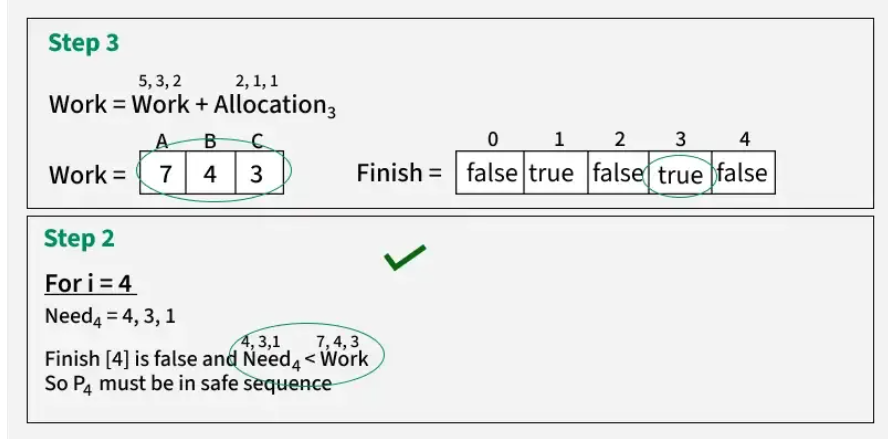 Step 3
5, 3, 2 2, 1, 1
Work = Work + Allocation₃
A B C
Work = 7 4 3
0 1 2 3 4
Finish = false true false true false
Step 2
For i = 4
Need₄ = 4, 3, 1
4, 3,1 7, 4, 3
Finish [4] is false and Need₄ < Work
So P₄ must be in safe sequence